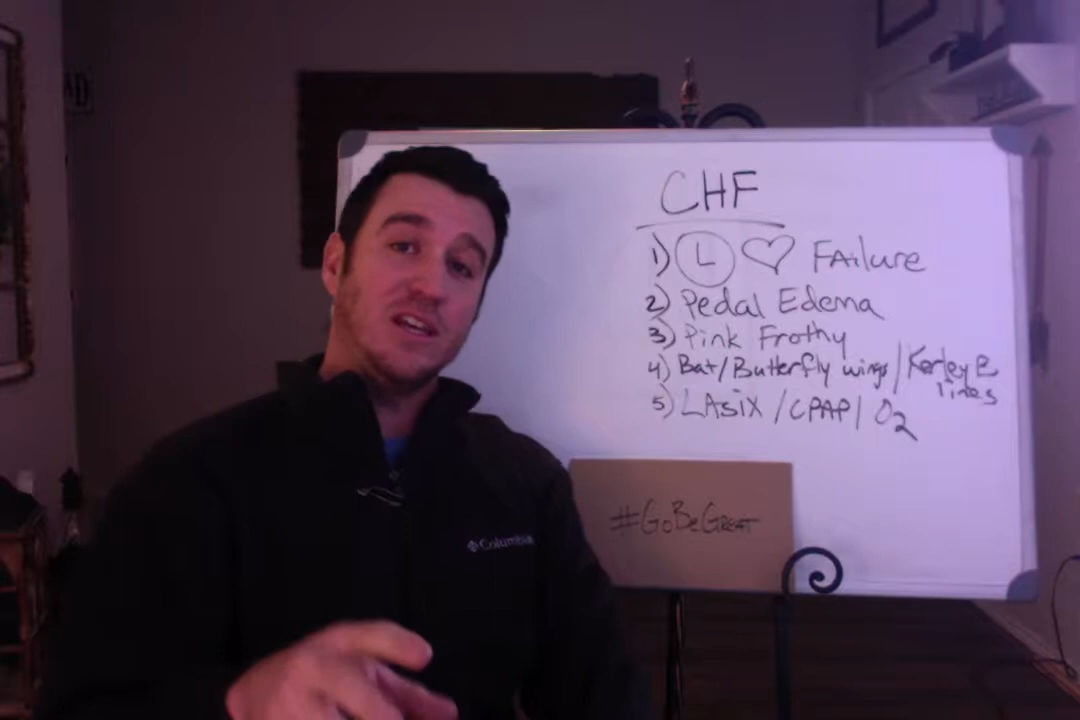 CHF
1) L ♡ FAilure
2) Pedal Edema
3) Pink Frothy
4) Bat/Butterfly wings/Kerley B
lines
5) LAsiX /CPAP/ O2
#GoBeGreat
Columbia